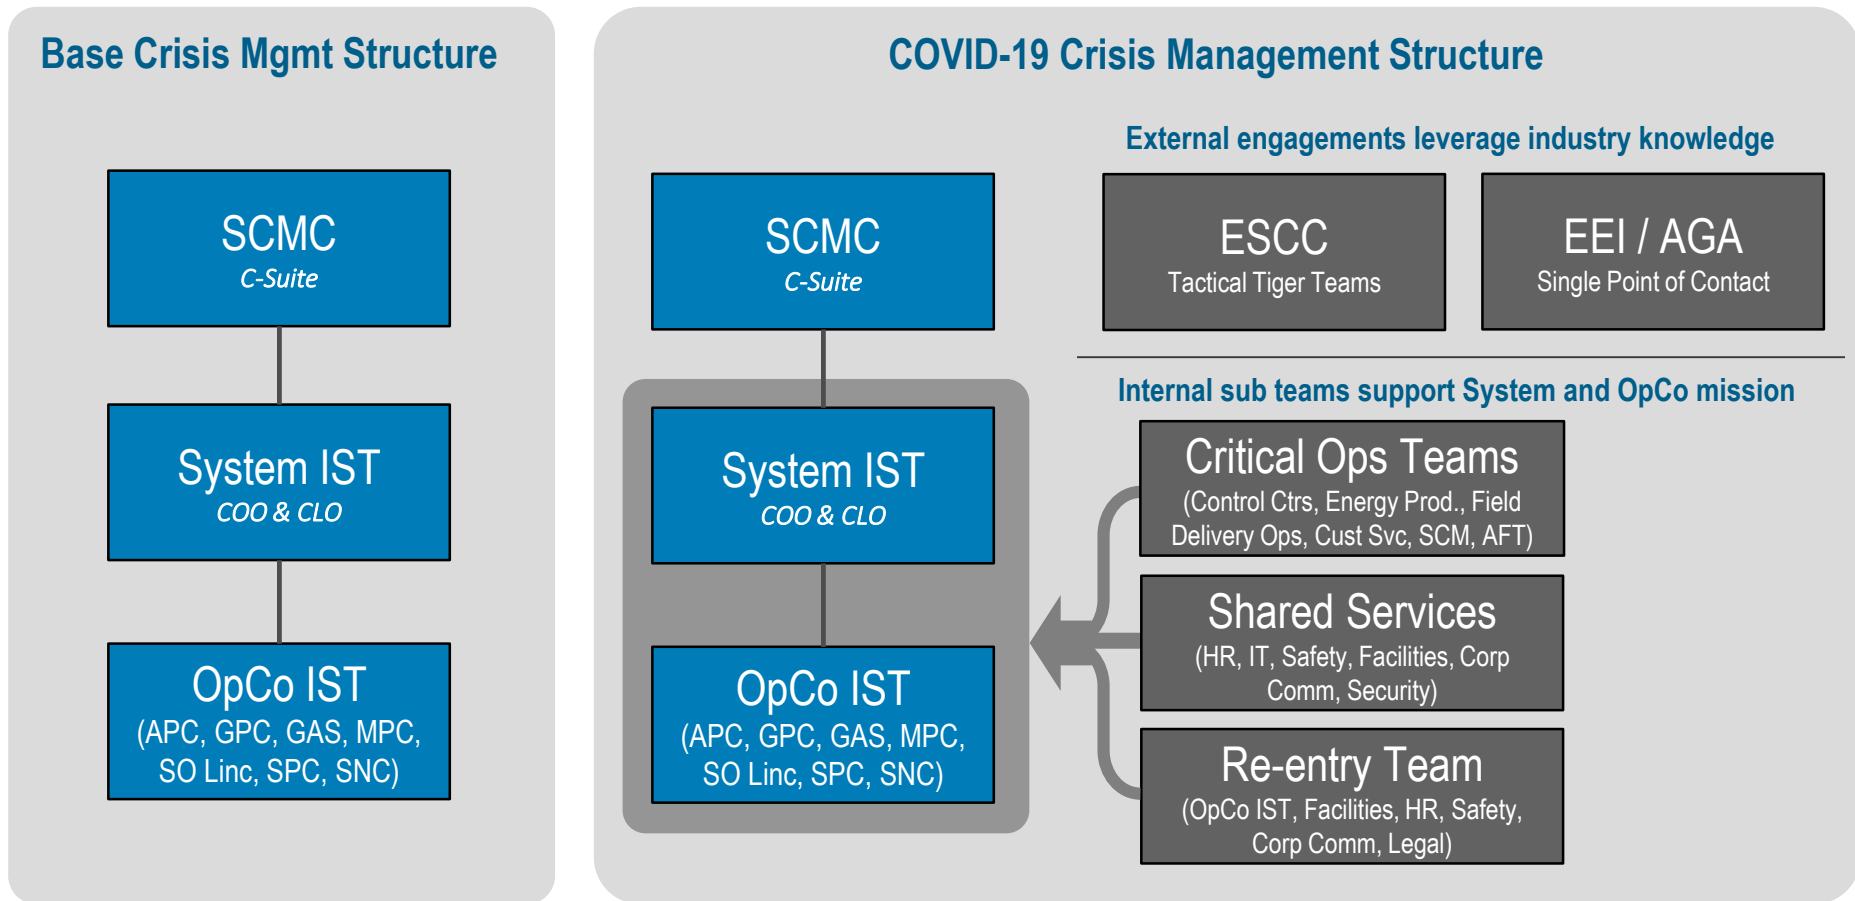 Base Crisis Mgmt Structure
SCMC
C-Suite
System IST
COO & CLO
OpCo IST
(APC, GPC, GAS, MPC,
SO Linc, SPC, SNC)
COVID-19 Crisis Management Structure
SCMC
C-Suite
System IST
COO & CLO
OpCo IST
(APC, GPC, GAS, MPC,
SO Linc, SPC, SNC)
External engagements leverage industry knowledge
ESCC
Tactical Tiger Teams
EEI / AGA
Single Point of Contact
Internal sub teams support System and OpCo mission
Critical Ops Teams
(Control Ctrs, Energy Prod., Field
Delivery Ops, Cust Svc, SCM, AFT)
Shared Services
(HR, IT, Safety, Facilities, Corp
Comm, Security)
Re-entry Team
(OpCo IST, Facilities, HR, Safety,
Corp Comm, Legal)